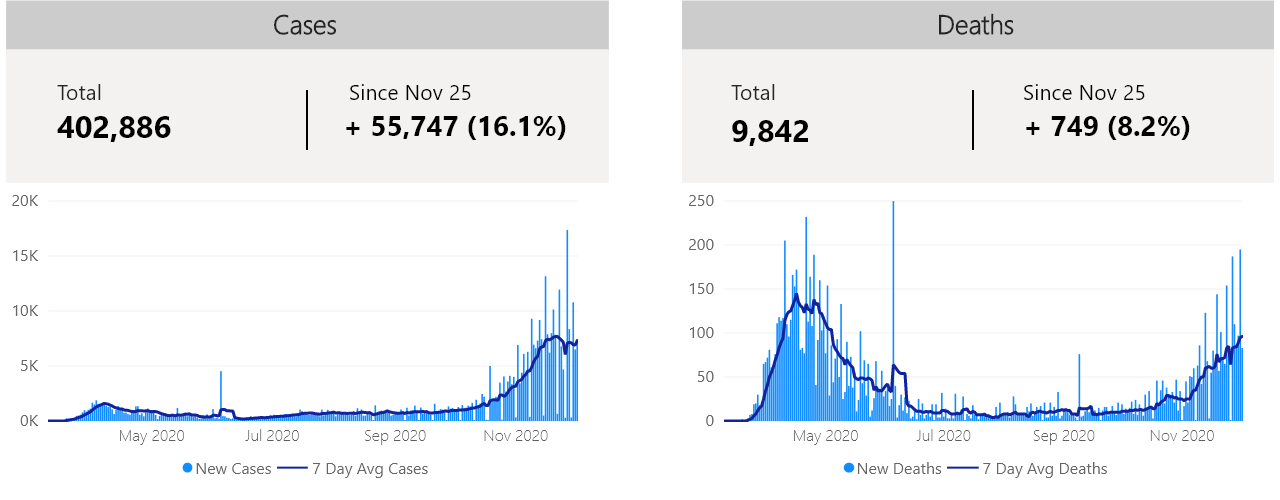 Cases
Total
402,886
Since Nov 25
+ 55,747 (16.1%)
20K
15K
10K
5K
0K
May 2020
Jul 2020
Sep 2020
Nov 2020
New Cases
7 Day Avg Cases
Deaths
Total
9,842
Since Nov 25
+ 749 (8.2%)
250
200
150
100
50
0
May 2020
Jul 2020
Sep 2020
Nov 2020
New Deaths
7 Day Avg Deaths